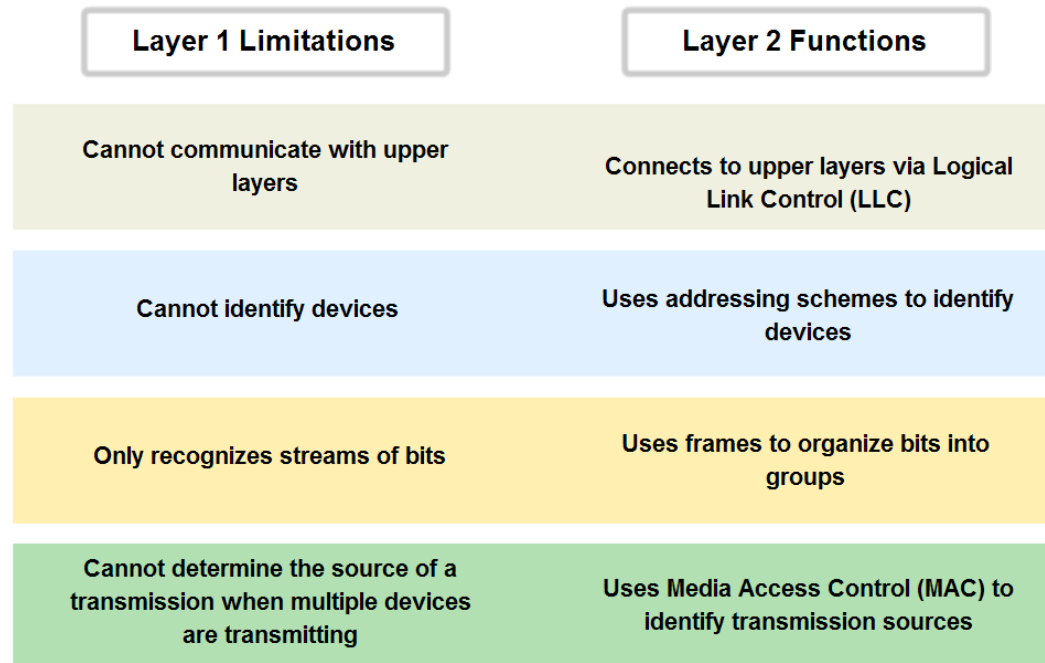 Layer 1 Limitations
Layer 2 Functions
Cannot communicate with upper
layers
Connects to upper layers via Logical
Link Control (LLC)
Cannot identify devices
Uses addressing schemes to identify
devices
Only recognizes streams of bits
Uses frames to organize bits into
groups
Cannot determine the source of a
transmission when multiple devices
are transmitting
Uses Media Access Control (MAC) to
identify transmission sources